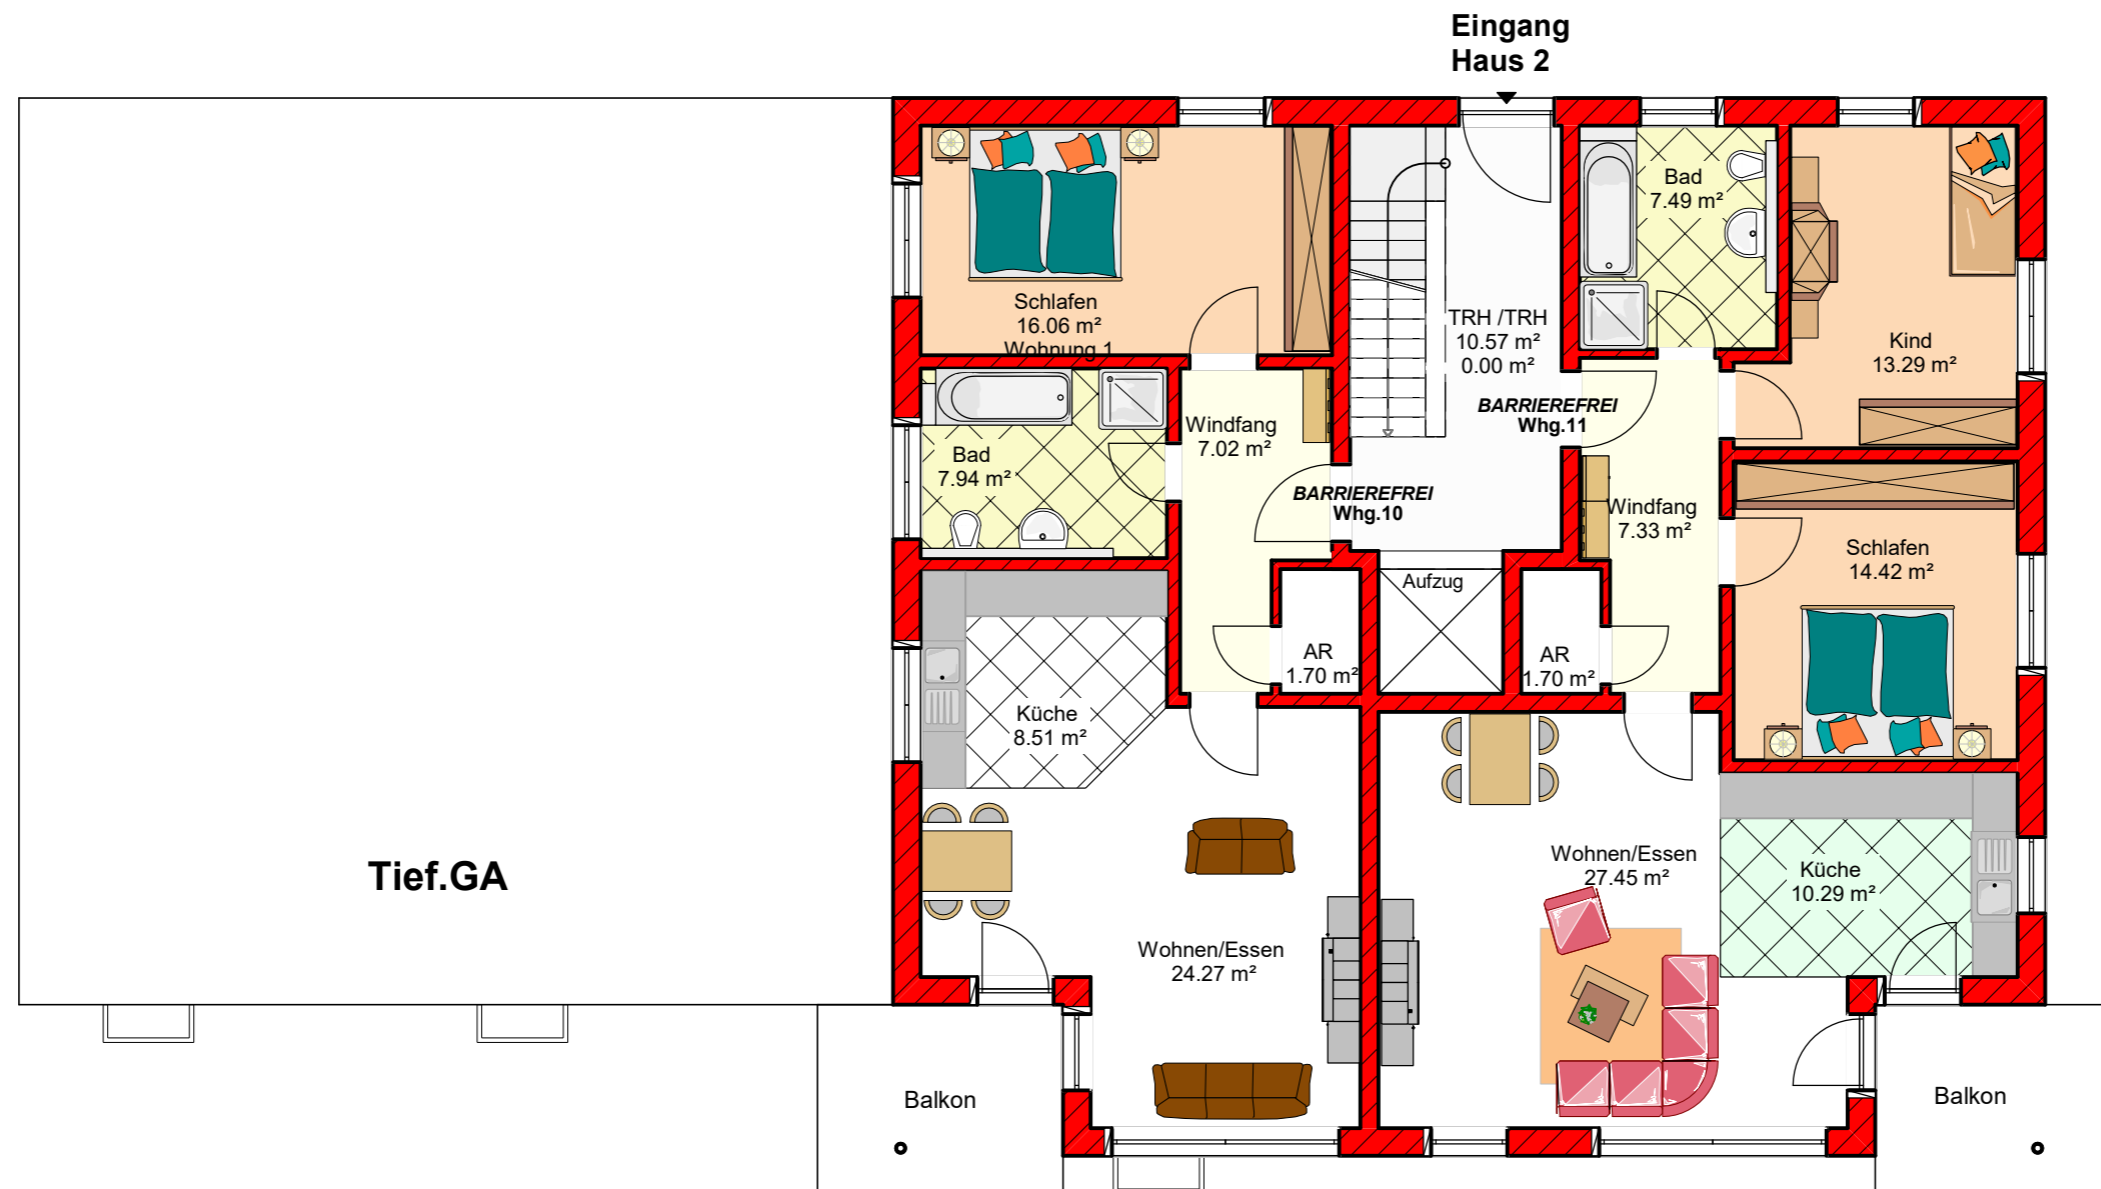 Eingang
Haus 2
Schlafen
16.06 m²
Wohnung 1
Bad
7.94 m²
Windfang
7.02 m²
TRH /TRH
10.57 m²
0.00 m²
BARRIEREFREI
Whg.10
BARRIEREFREI
Whg.11
Bad
7.49 m²
Kind
13.29 m²
Windfang
7.33 m²
Schlafen
14.42 m²
Aufzug
AR
1.70 m²
AR
1.70 m²
Küche
8.51 m²
Tief.GA
Wohnen/Essen
24.27 m²
Wohnen/Essen
27.45 m²
Küche
10.29 m²
Balkon
Balkon